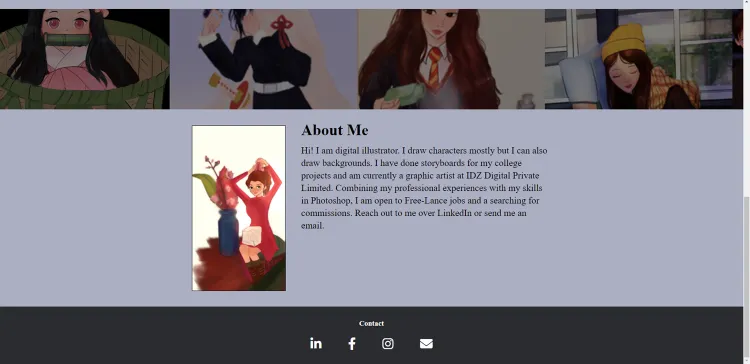 About Me
Hi! I am digital illustrator. I draw characters mostly but I can also
draw backgrounds. I have done storyboards for my college
projects and am currently a graphic artist at IDZ Digital Private
Limited. Combining my professional experiences with my skills
in Photoshop, I am open to Free-Lance jobs and a searching for
commissions. Reach out to me over LinkedIn or send me an
email.
Contact